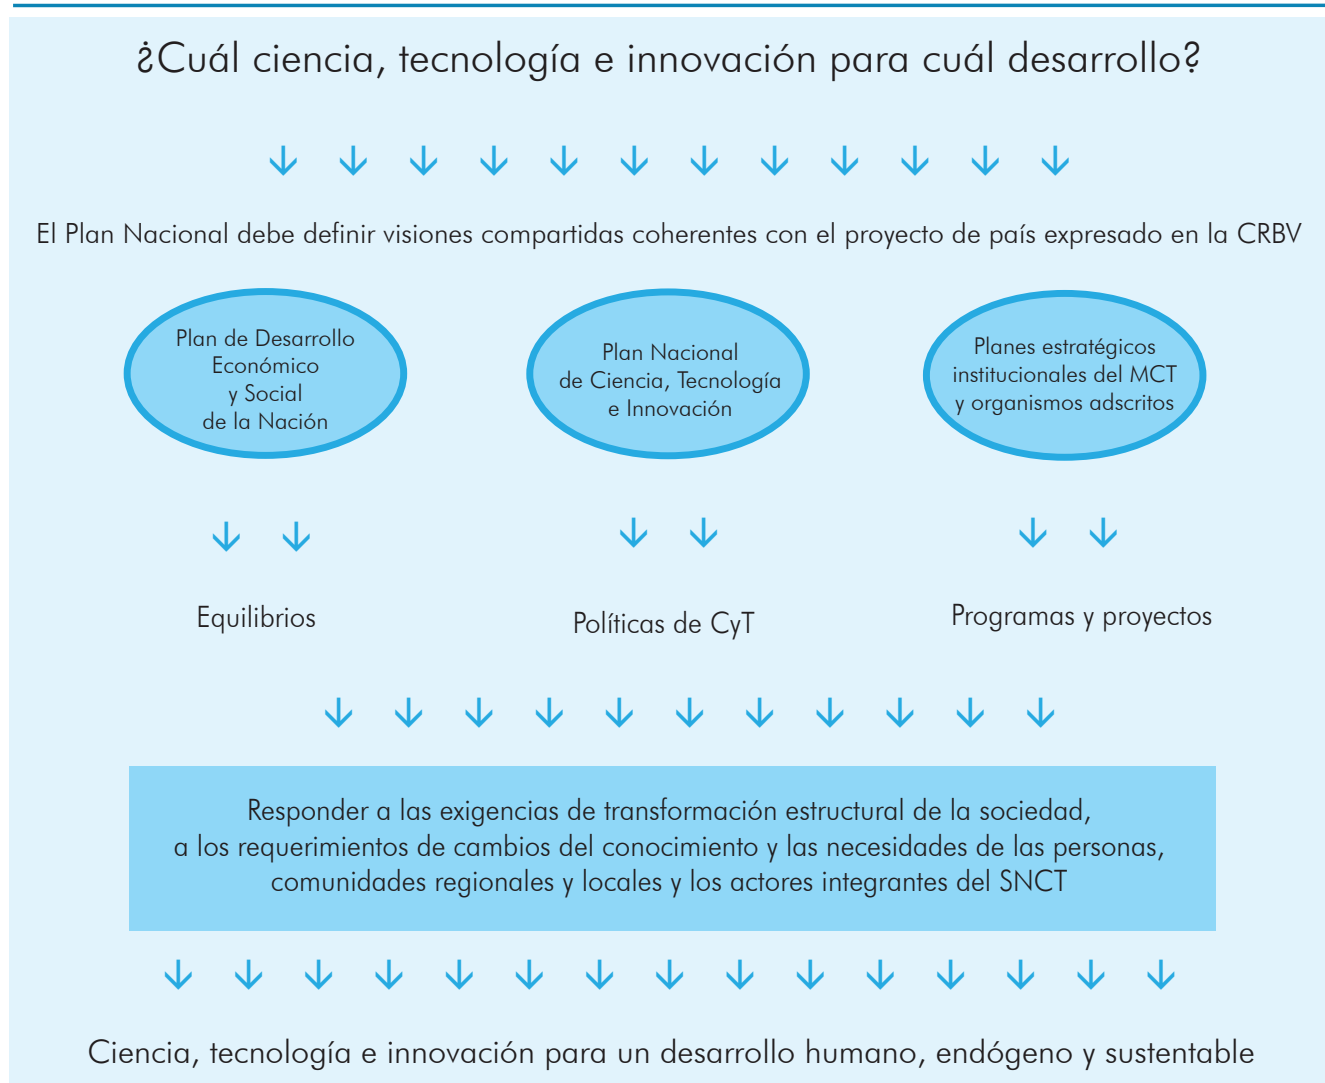 ¿Cuál ciencia, tecnología e innovación para cuál desarrollo?
El Plan Nacional debe definir visiones compartidas coherentes con el proyecto de país expresado en la CRBV
Plan de Desarrollo
Económico
y Social
de la Nación
Plan Nacional
de Ciencia, Tecnología
e Innovación
Planes estratégicos
institucionales del MCT
y organismos adscritos
Equilibrios
Políticas de CyT
Programas y proyectos
Responder a las exigencias de transformación estructural de la sociedad,
a los requerimientos de cambios del conocimiento y las necesidades de las personas,
comunidades regionales y locales y los actores integrantes del SNCT
Ciencia, tecnología e innovación para un desarrollo humano, endógeno y sustentable